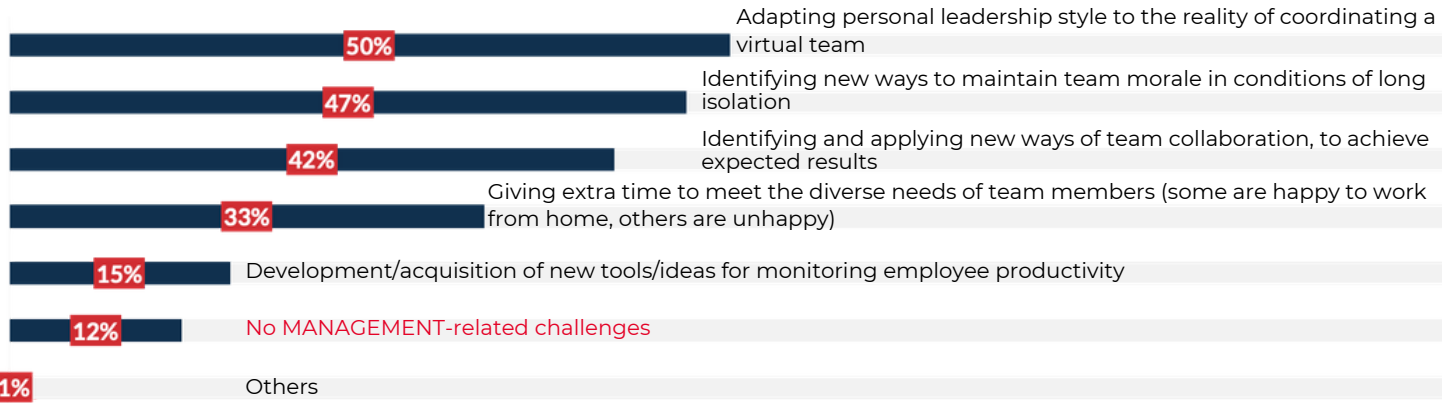 Adapting personal leadership style to the reality of coordinating a
50% virtual team
Identifying new ways to maintain team morale in conditions of long
47% isolation
Identifying and applying new ways of team collaboration, to achieve
42% expected results
Giving extra time to meet the diverse needs of team members (some are happy to work
33% from home, others are unhappy)
15% Development/acquisition of new tools/ideas for monitoring employee productivity
12% No MANAGEMENT-related challenges
1% Others